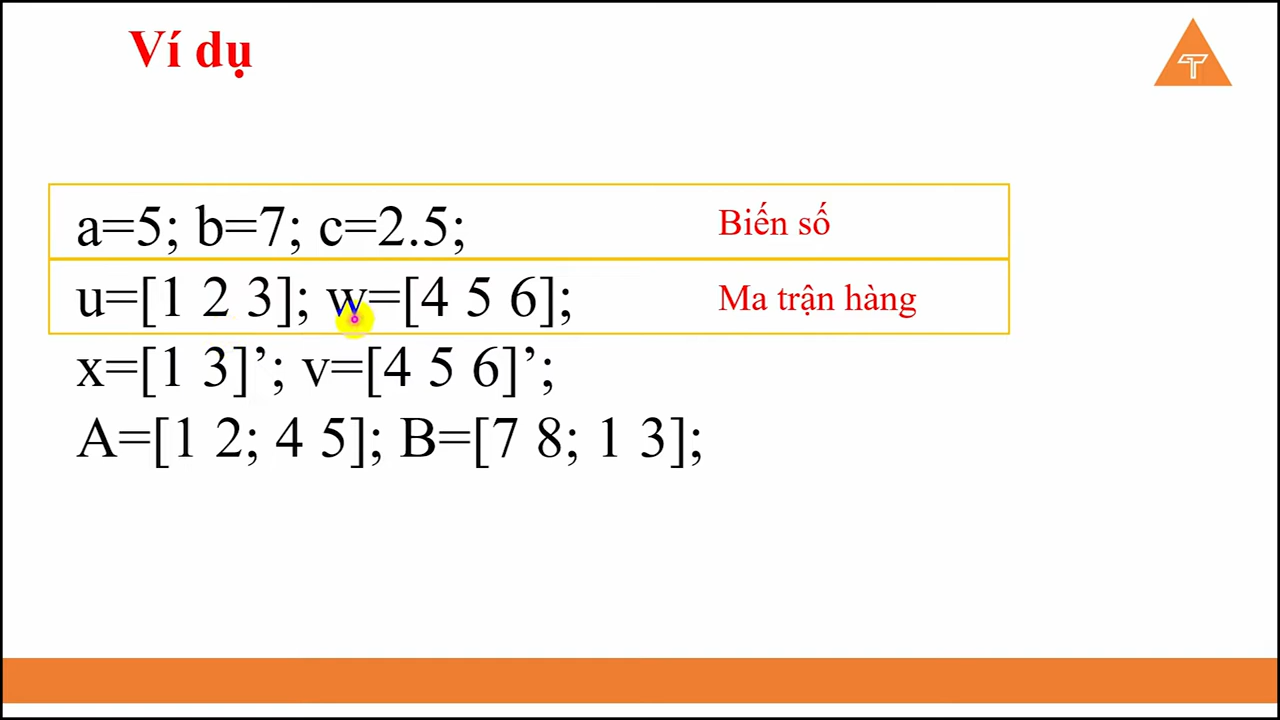 Ví dụ
a=5; b=7; c=2.5; Biến số
u=[1 2 3]; w=[4 5 6]; Ma trận hàng
x=[1 3]’; v=[4 5 6]’;
A=[1 2; 4 5]; B=[7 8; 1 3];